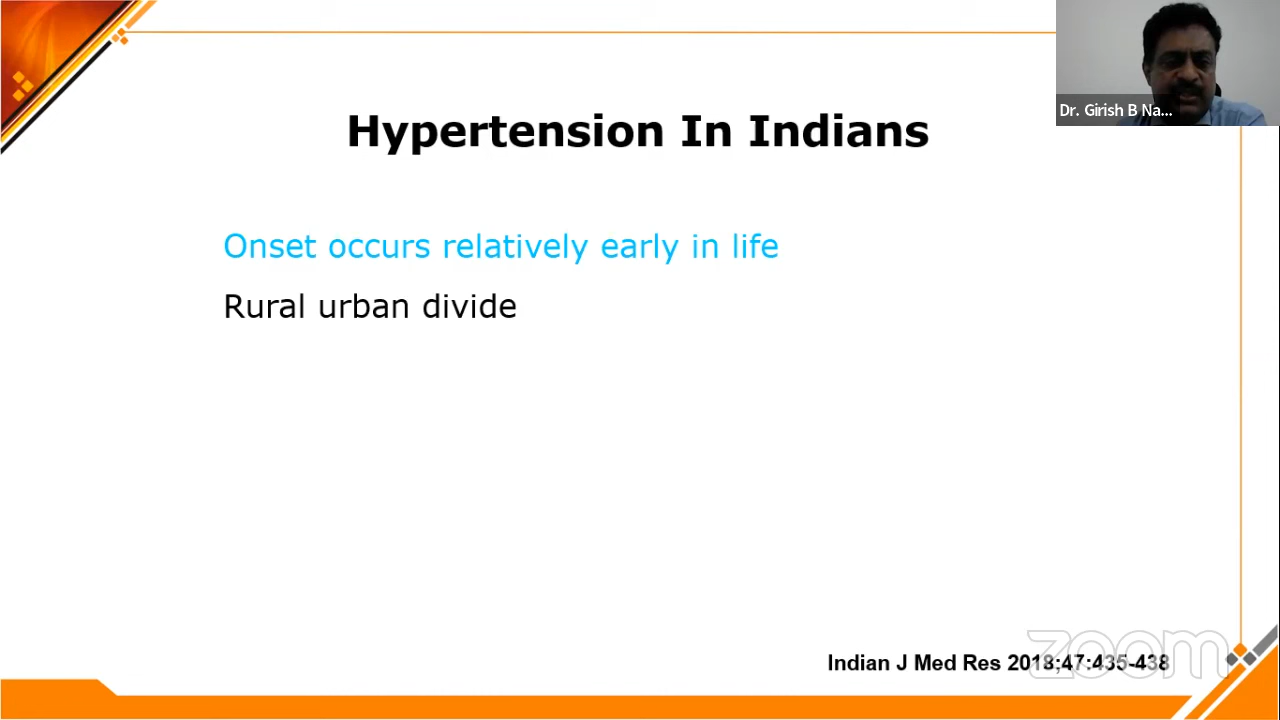 Dr. Girish B Na...
Hypertension In Indians
Onset occurs relatively early in life
Rural urban divide
zoom
Indian J Med Res 2018;47:435-438